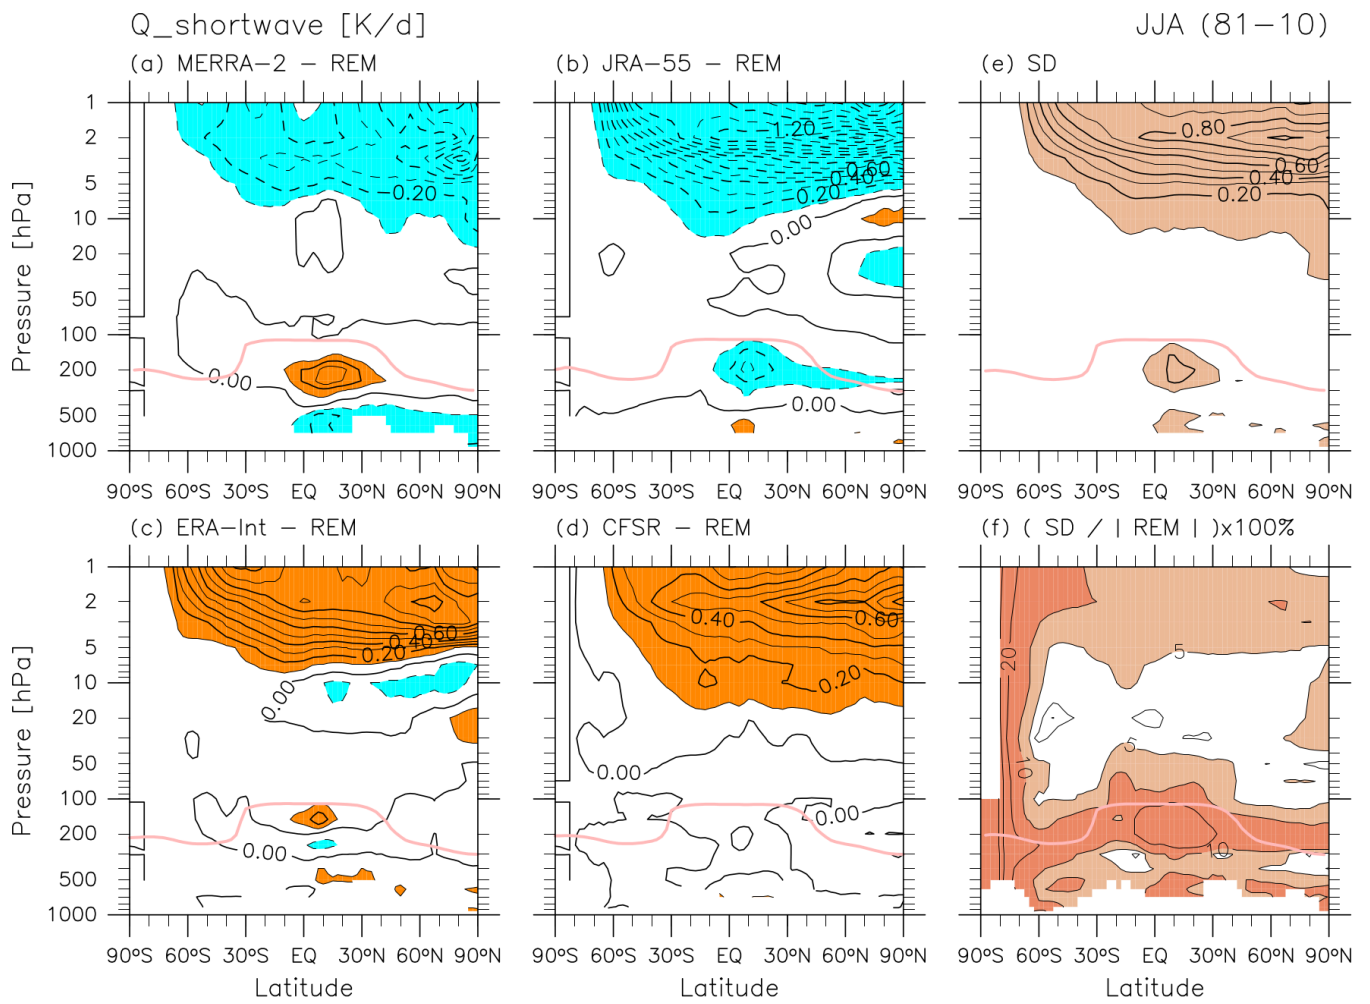 Q_shortwave [K/d]
JJA (81-10)
(a) MERRA-2 - REM
(b) JRA-55 - REM
(e) SD
Pressure [hPa]
1
2
5
10
20
50
100
200
500
1000
-0.20
0.00
-1.20
-0.60
-0.40
-0.20
0.00
0.00
0.80
0.60
0.40
0.20
90°S 60°S 30°S EQ 30°N 60°N 90°N
90°S 60°S 30°S EQ 30°N 60°N 90°N
90°S 60°S 30°S EQ 30°N 60°N 90°N
(c) ERA-Int - REM
(d) CFSR - REM
(f) ( SD / | REM | )x100%
Pressure [hPa]
1
2
5
10
20
50
100
200
500
1000
0.60
0.40
0.20
0.00
0.00
0.40
0.60
0.20
0.00
0.00
20
5
5
10
10
90°S 60°S 30°S EQ 30°N 60°N 90°N
90°S 60°S 30°S EQ 30°N 60°N 90°N
90°S 60°S 30°S EQ 30°N 60°N 90°N
Latitude
Latitude
Latitude